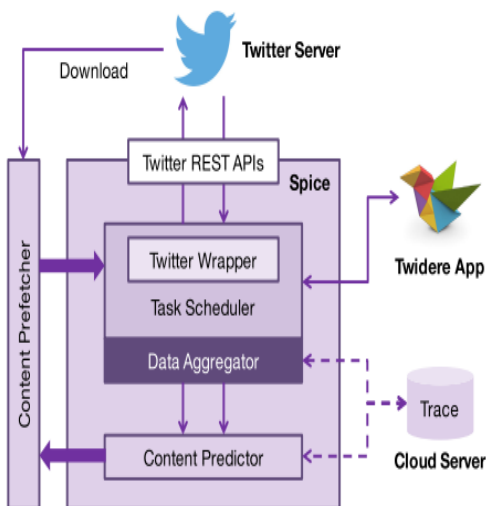 Twitter Server
Download
Twitter REST APIs
Spice
Twitter Wrapper
Task Scheduler
Twidere App
Content Prefetcher
Data Aggregator
Trace
Content Predictor
Cloud Server